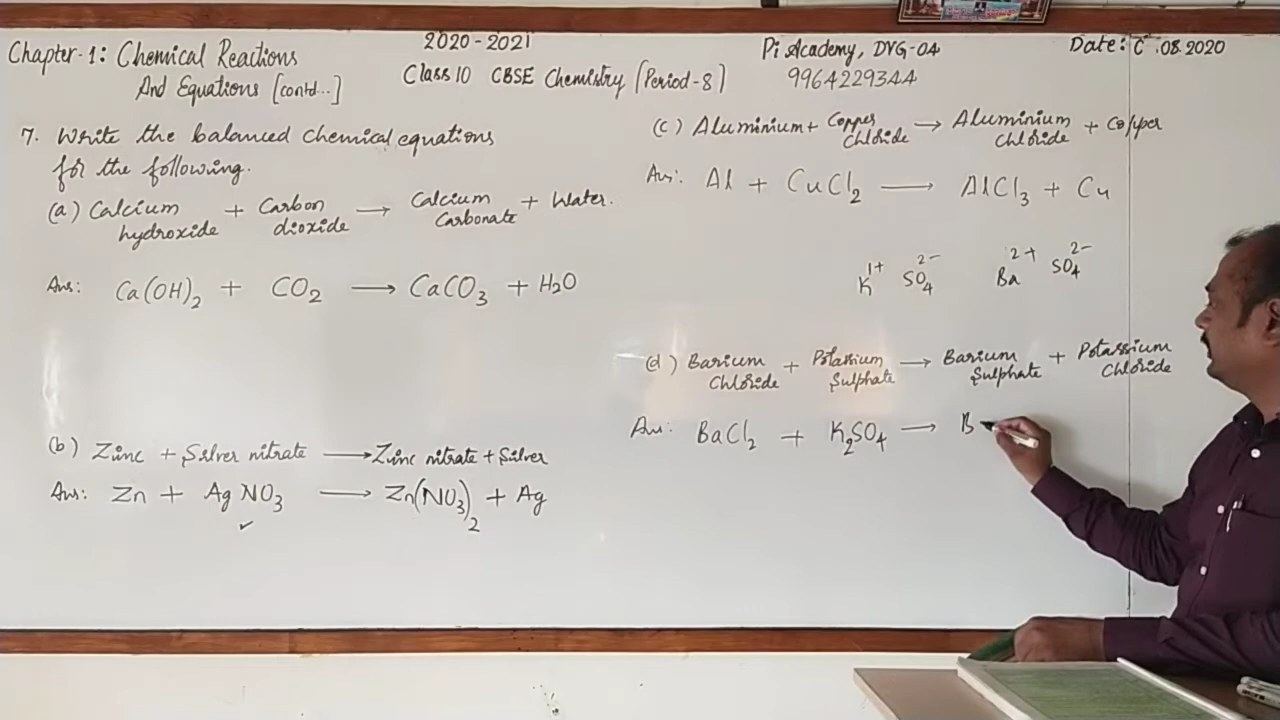 Chapter-1: Chemical Reactions
And Equations [contd...]
2020-2021
Class 10 CBSE Chemistry [Period-8]
Pi Academy, DVG-04
9964229344
Date: .08.2020
7. Write the balanced chemical equations
for the following.
(a) Calcium hydroxide + Carbon dioxide → Calcium Carbonate + Water.
Ans: Ca(OH)₂ + CO₂ → CaCO₃ + H₂O
(b) Zinc + Silver nitrate → Zinc nitrate + Silver
Ans: Zn + AgNO₃ → Zn(NO₃)₂ + Ag
✓
(c) Aluminium + Copper Chloride → Aluminium chloride + Copper
Ans: Al + CuCl₂ → AlCl₃ + Cu
K¹⁺ SO₄²⁻ Ba²⁺ SO₄²⁻
(d) Barium Chloride + Potassium Sulphate → Barium Sulphate + Potassium Chloride
Ans: BaCl₂ + K₂SO₄ → B